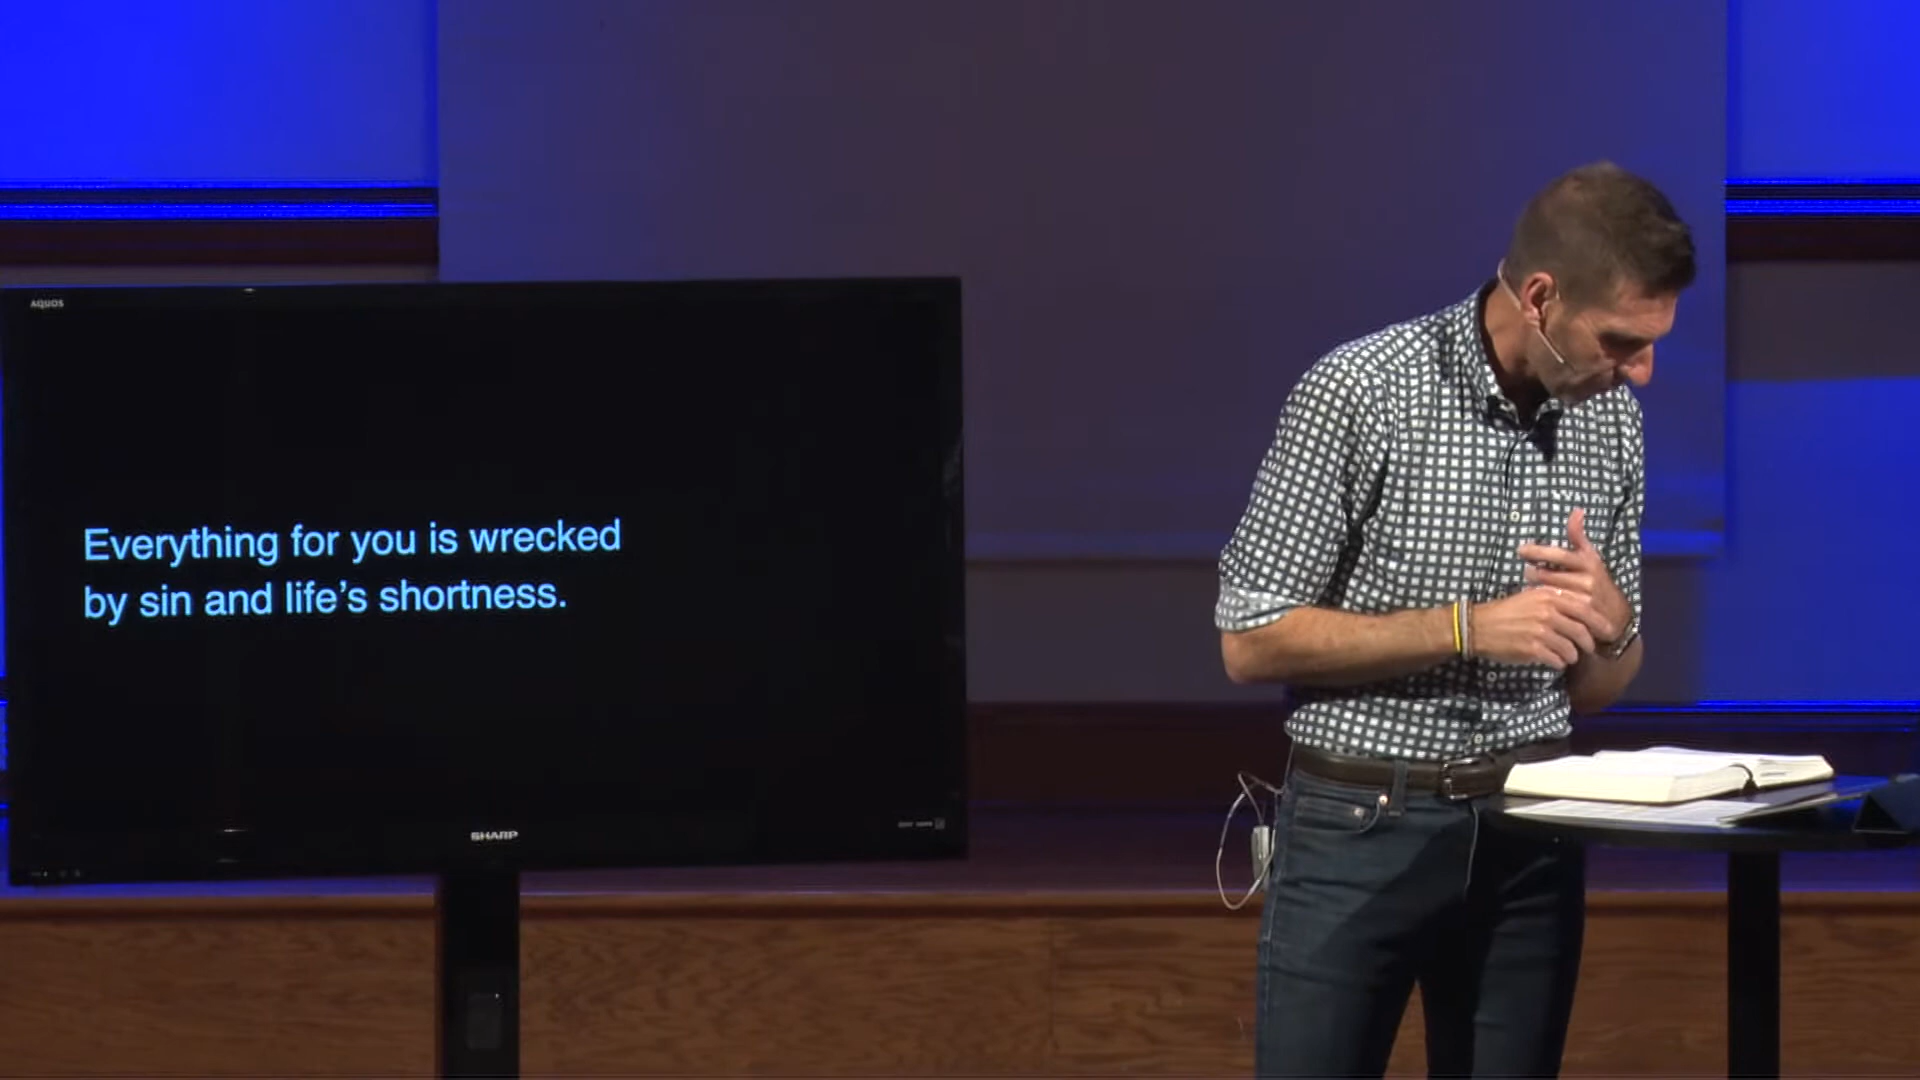 AQUOS
Everything for you is wrecked
by sin and life’s shortness.
SHARP